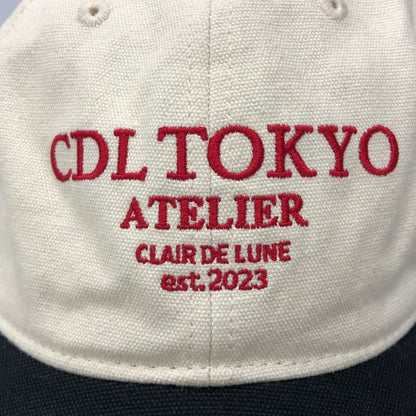 CDL TOKYO
ATELIER
CLAIR DE LUNE
est.2023